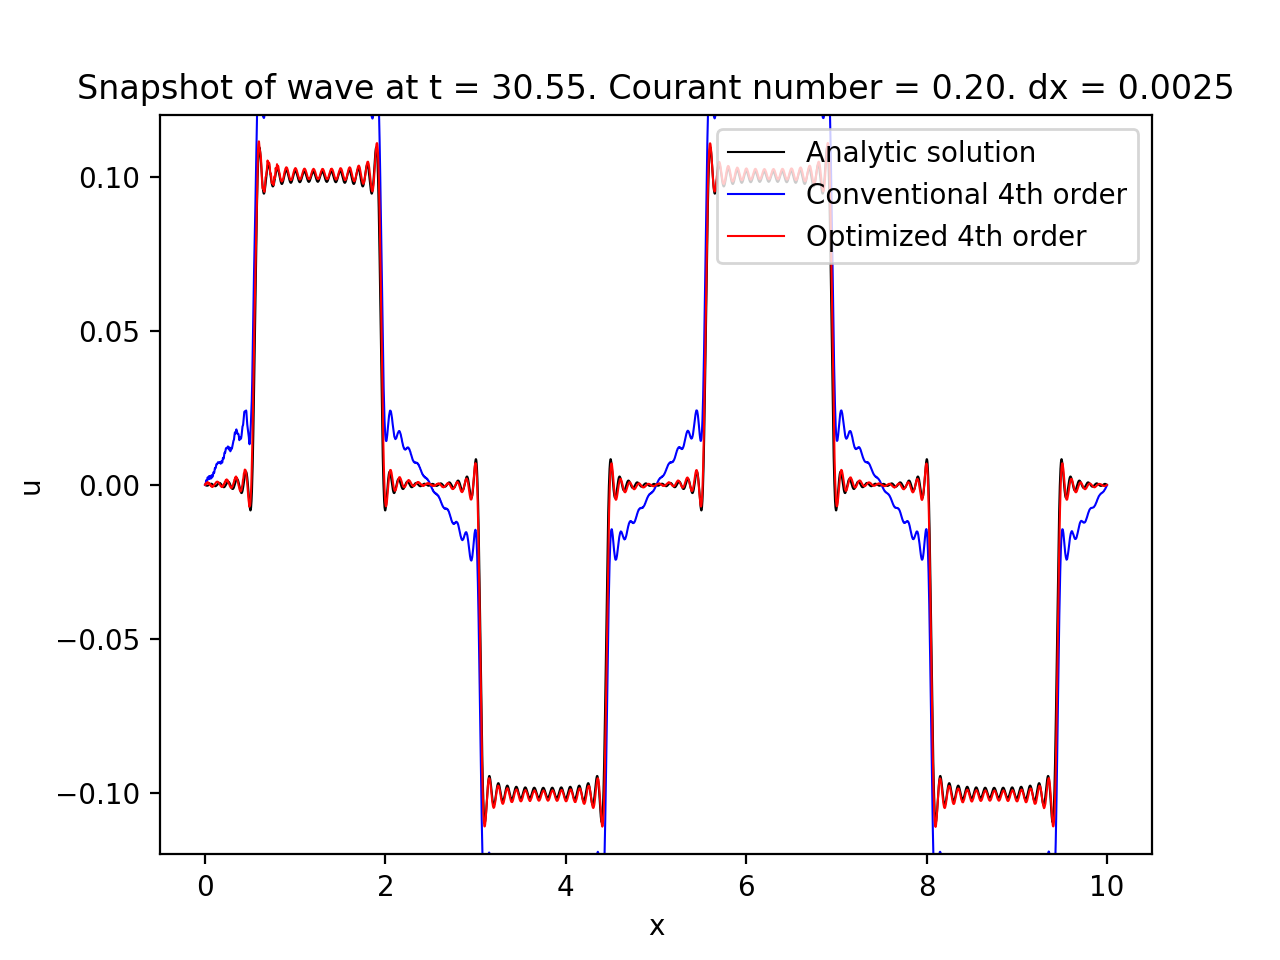 Snapshot of wave at t = 30.55. Courant number = 0.20. dx = 0.0025
Analytic solution
Conventional 4th order
Optimized 4th order
0.10
0.05
0.00
−0.05
−0.10
u
0 2 4 6 8 10
x